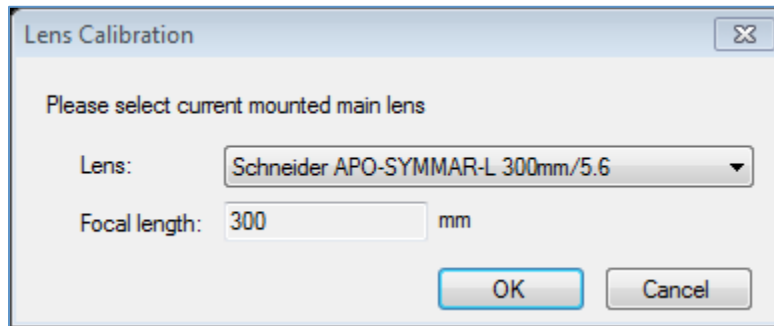 Lens Calibration
Please select current mounted main lens
Lens: Schneider APO-SYMMAR-L 300mm/5.6
Focal length: 300 mm
OK Cancel